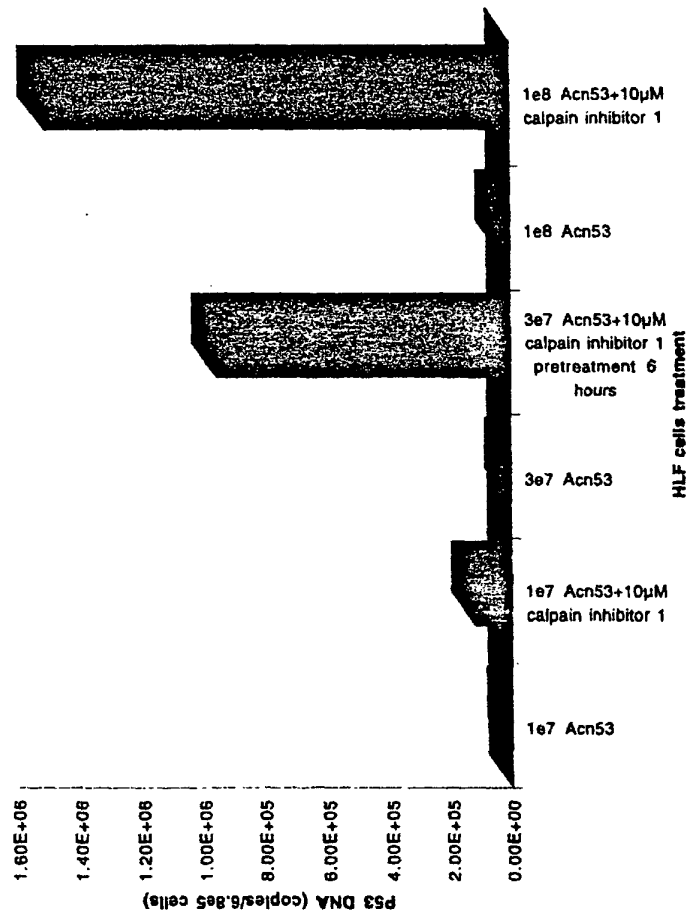 P53 DNA (copies/6.8e5 cells)
1.60E+06
1.40E+06
1.20E+06
1.00E+06
8.00E+05
6.00E+05
4.00E+05
2.00E+05
0.00E+00
1e7 Acn53
1e7 Acn53+10µM
calpain inhibitor 1
3e7 Acn53
3e7 Acn53+10µM
calpain inhibitor 1
pretreatment 6
hours
1e8 Acn53
1e8 Acn53+10µM
calpain inhibitor 1
HLF cells treatment